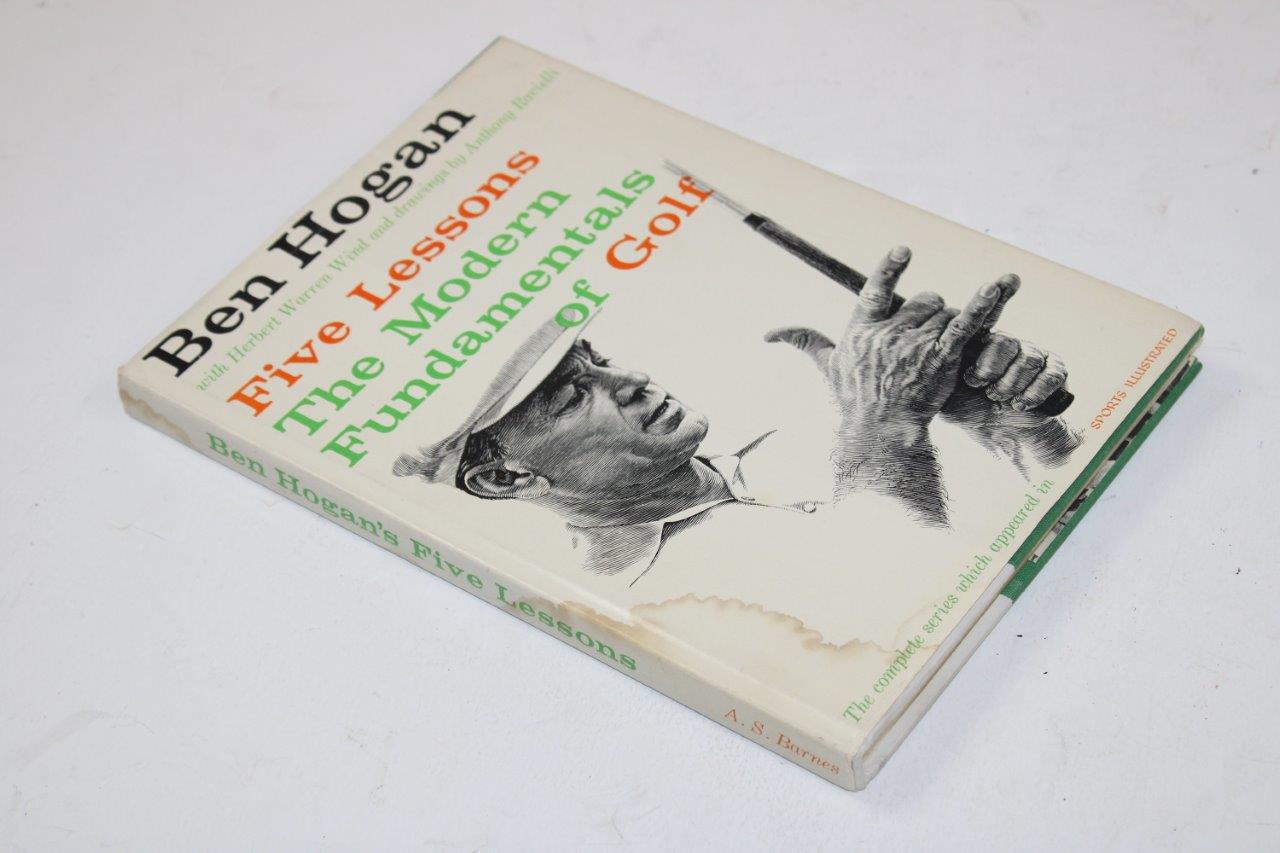 Ben Hogan
with Herbert Warren Wind and drawings by Anthony Ravielli
Five Lessons
The Modern
Fundamentals
of Golf
The complete series which appeared in
SPORTS ILLUSTRATED
Ben Hogan's Five Lessons
A. S. Barnes